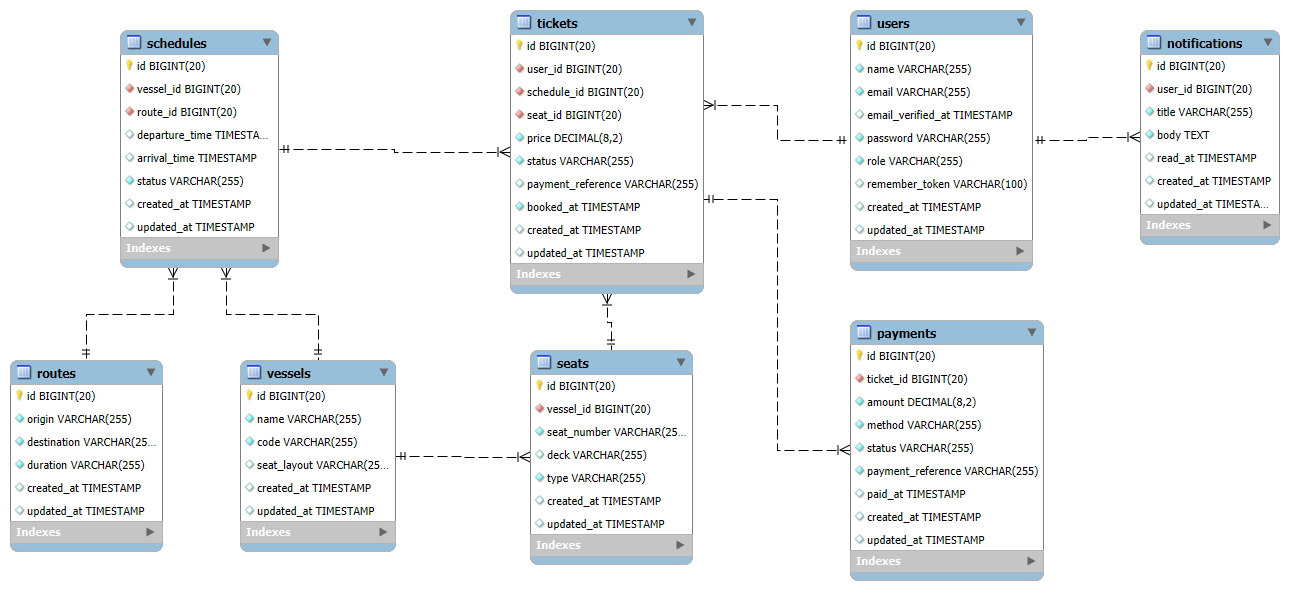 schedules
id BIGINT(20)
vessel_id BIGINT(20)
route_id BIGINT(20)
departure_time TIMESTA...
arrival_time TIMESTAMP
status VARCHAR(255)
created_at TIMESTAMP
updated_at TIMESTAMP
Indexes
tickets
id BIGINT(20)
user_id BIGINT(20)
schedule_id BIGINT(20)
seat_id BIGINT(20)
price DECIMAL(8,2)
status VARCHAR(255)
payment_reference VARCHAR(255)
booked_at TIMESTAMP
created_at TIMESTAMP
updated_at TIMESTAMP
Indexes
users
id BIGINT(20)
name VARCHAR(255)
email VARCHAR(255)
email_verified_at TIMESTAMP
password VARCHAR(255)
role VARCHAR(255)
remember_token VARCHAR(100)
created_at TIMESTAMP
updated_at TIMESTAMP
Indexes
notifications
id BIGINT(20)
user_id BIGINT(20)
title VARCHAR(255)
body TEXT
read_at TIMESTAMP
created_at TIMESTAMP
updated_at TIMESTA...
Indexes
routes
id BIGINT(20)
origin VARCHAR(255)
destination VARCHAR(25...
duration VARCHAR(255)
created_at TIMESTAMP
updated_at TIMESTAMP
Indexes
vessels
id BIGINT(20)
name VARCHAR(255)
code VARCHAR(255)
seat_layout VARCHAR(25...
created_at TIMESTAMP
updated_at TIMESTAMP
Indexes
seats
id BIGINT(20)
vessel_id BIGINT(20)
seat_number VARCHAR(25...
deck VARCHAR(255)
type VARCHAR(255)
created_at TIMESTAMP
updated_at TIMESTAMP
Indexes
payments
id BIGINT(20)
ticket_id BIGINT(20)
amount DECIMAL(8,2)
method VARCHAR(255)
status VARCHAR(255)
payment_reference VARCHAR(255)
paid_at TIMESTAMP
created_at TIMESTAMP
updated_at TIMESTAMP
Indexes